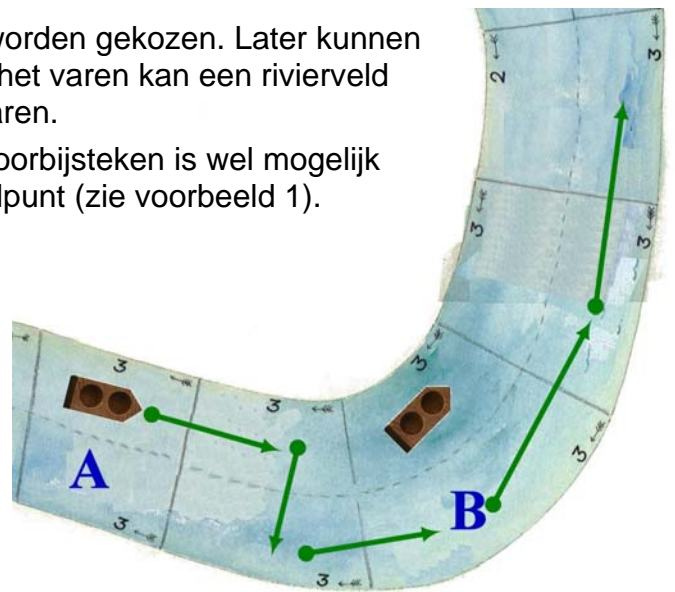 worden gekozen. Later kunnen
het varen kan een rivierveld
aren.
oorbijsteken is wel mogelijk
lpunt (zie voorbeeld 1).
2
3
3
3
3
3
3
3
3
3
A
B